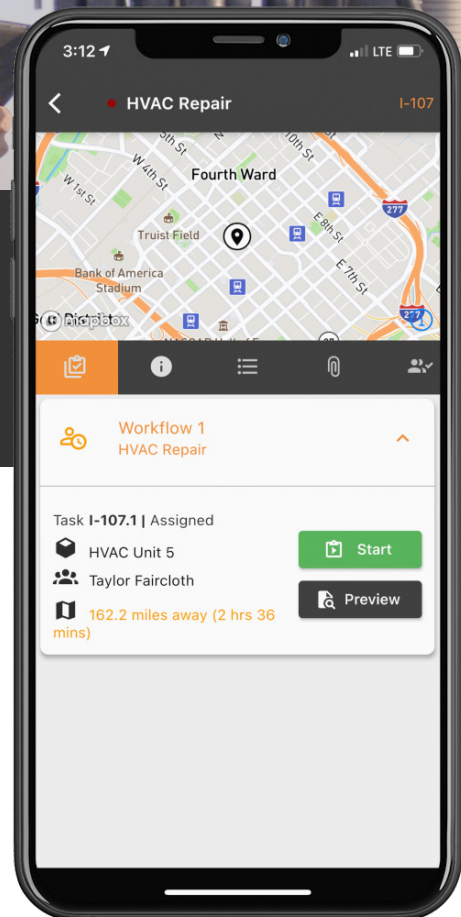 3:12
LTE
HVAC Repair
I-107
W 4th St
10th St
W 1st St
Fourth Ward
277
Truist Field
E 8th St
Bank of America
Stadium
E 7th St
mapbox
277
Workflow 1
HVAC Repair
Task I-107.1 | Assigned
HVAC Unit 5
Start
Taylor Faircloth
Preview
162.2 miles away (2 hrs 36
mins)